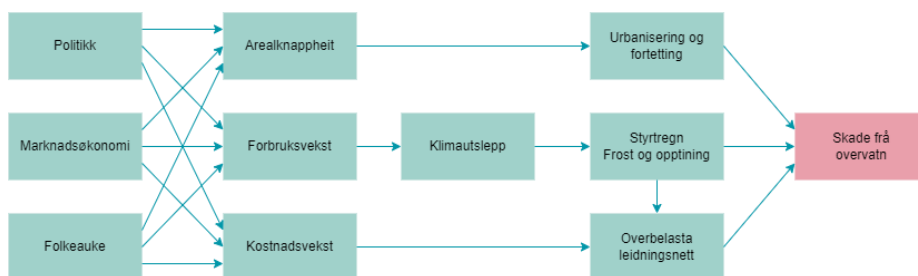 Politikk
Arealknappheit
Urbanisering og
fortetting
Marknadsøkonomi
Forbruksvekst
Klimautslepp
Styrtregn
Frost og opptining
Skade frå
overvatn
Folkeauke
Kostnadsvekst
Overbelasta
leidningsnett